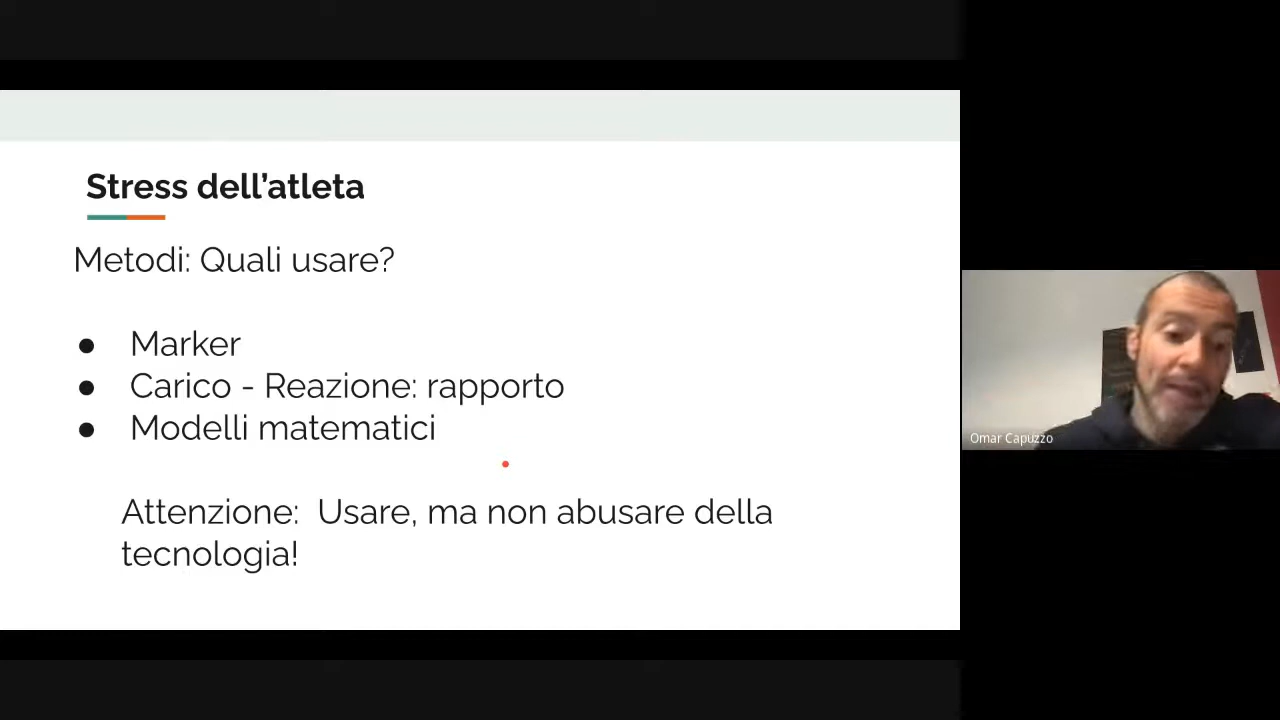 Stress dell’atleta
Metodi: Quali usare?
● Marker
● Carico - Reazione: rapporto
● Modelli matematici
Attenzione:  Usare, ma non abusare della
tecnologia!
Omar Capuzzo